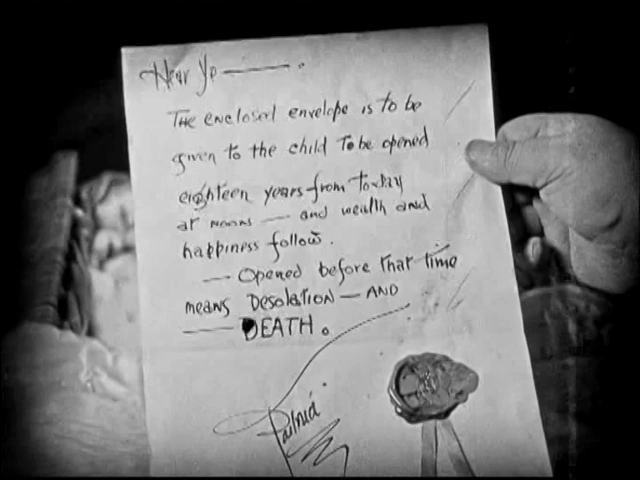 Hear Ye ———.
The enclosed envelope is to be
given to the child To be opened
eighteen years from today
at noon — and wealth and
happiness follow.
— Opened before that time
means Desolation — AND
— DEATH.